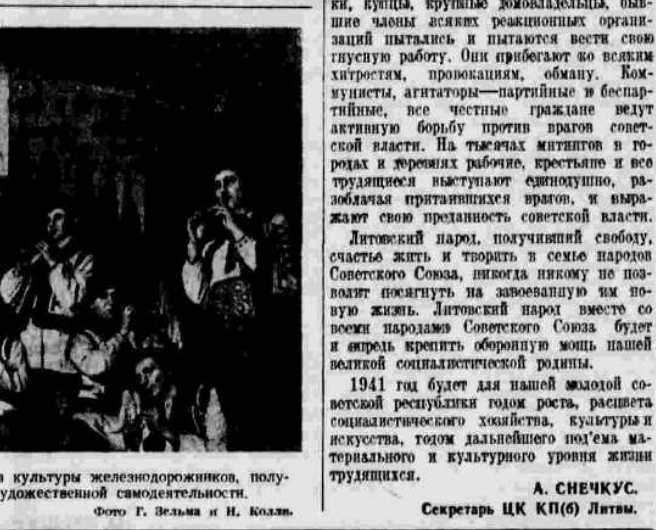 ки, купцы, крупные домовладельцы, быв-
шие члены всяких реакционных органи-
заций пытались и пытаются вести свою
гнусную работу. Они прибегают ко всяким
хитростям, провокациям, обману. Ком-
мунисты, агитаторы—партийные и беспар-
тийные, все честные граждане ведут
активную борьбу против врагов совет-
ской власти. На тысячах митингов в го-
родах и деревнях рабочие, крестьяне и все
трудящиеся выступают единодушно, ра-
зоблачая притаившихся врагов, и выра-
жают свою преданность советской власти.
Литовский народ, получивший свободу,
счастье жить и творить в семье народов
Советского Союза, никогда никому не поз-
волит посягнуть на завоеванную им но-
вую жизнь. Литовский народ вместе со
всеми народами Советского Союза будет
и впредь крепить оборонную мощь нашей
великой социалистической родины.
1941 год будет для нашей молодой со-
ветской республики годом роста, расцвета
социалистического хозяйства, культуры и
искусства, годом дальнейшего под'ема ма-
териального и культурного уровня жизни
трудящихся.
А. СНЕЧКУС.
Секретарь ЦК КП(б) Литвы.
культуры железнодорожников, полу-
удожественной самодеятельности.
Фото Г. Зельма и Н. Колли.